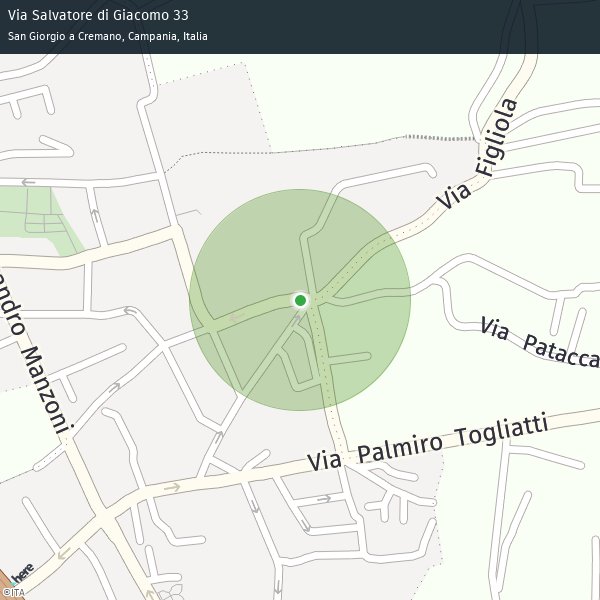 Via Salvatore di Giacomo 33
San Giorgio a Cremano, Campania, Italia
Via Figliola
andro Manzoni
Via Patacca
Via Palmiro Togliatti
here
©ITA